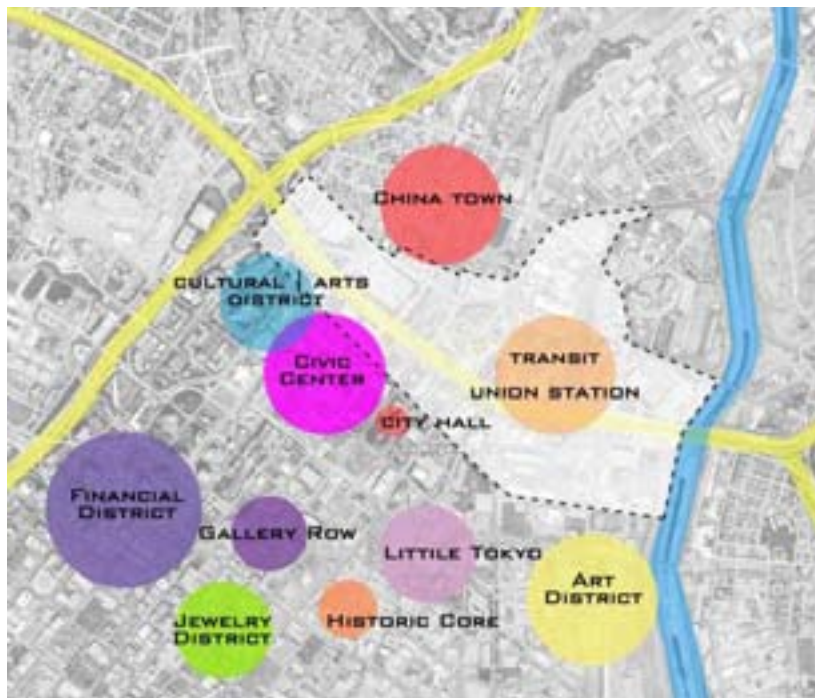 CHINA TOWN
CULTURAL | ARTS
DISTRICT
CIVIC
CENTER
TRANSIT
UNION STATION
CITY HALL
FINANCIAL
DISTRICT
GALLERY ROW
LITTILE TOKYO
ART
DISTRICT
JEWELRY
DISTRICT
HISTORIC CORE